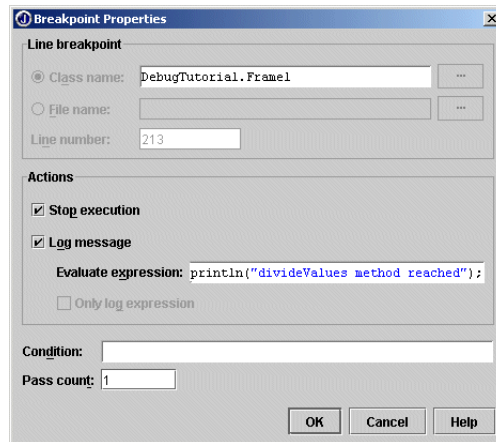 Breakpoint Properties
Line breakpoint
Class name: DebugTutorial.Frame1 ...
File name: ...
Line number: 213
Actions
Stop execution
Log message
Evaluate expression: println("divideValues method reached");
Only log expression
Condition:
Pass count: 1
OK Cancel Help